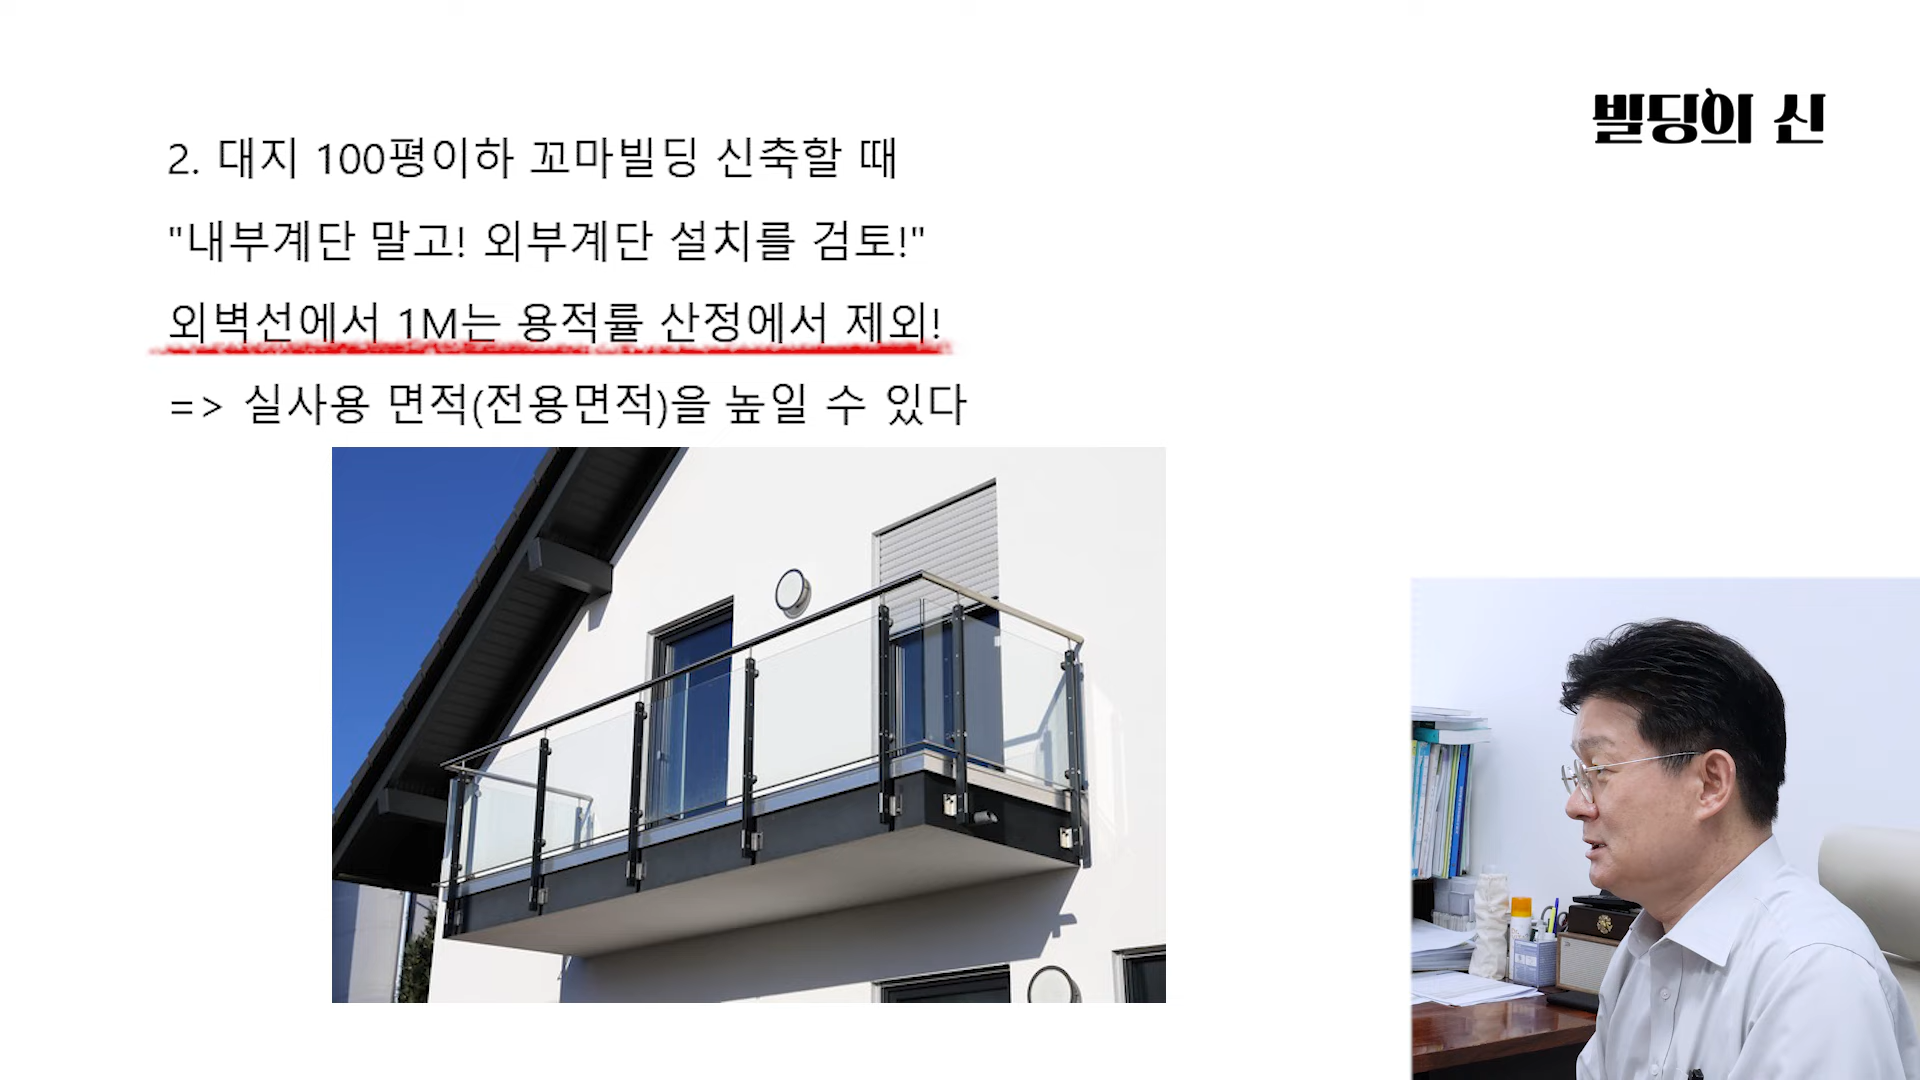 빌딩의 신
2. 대지 100평이하 꼬마빌딩 신축할 때
"내부계단 말고! 외부계단 설치를 검토!"
외벽선에서 1M는 용적률 산정에서 제외!
=> 실사용 면적(전용면적)을 높일 수 있다